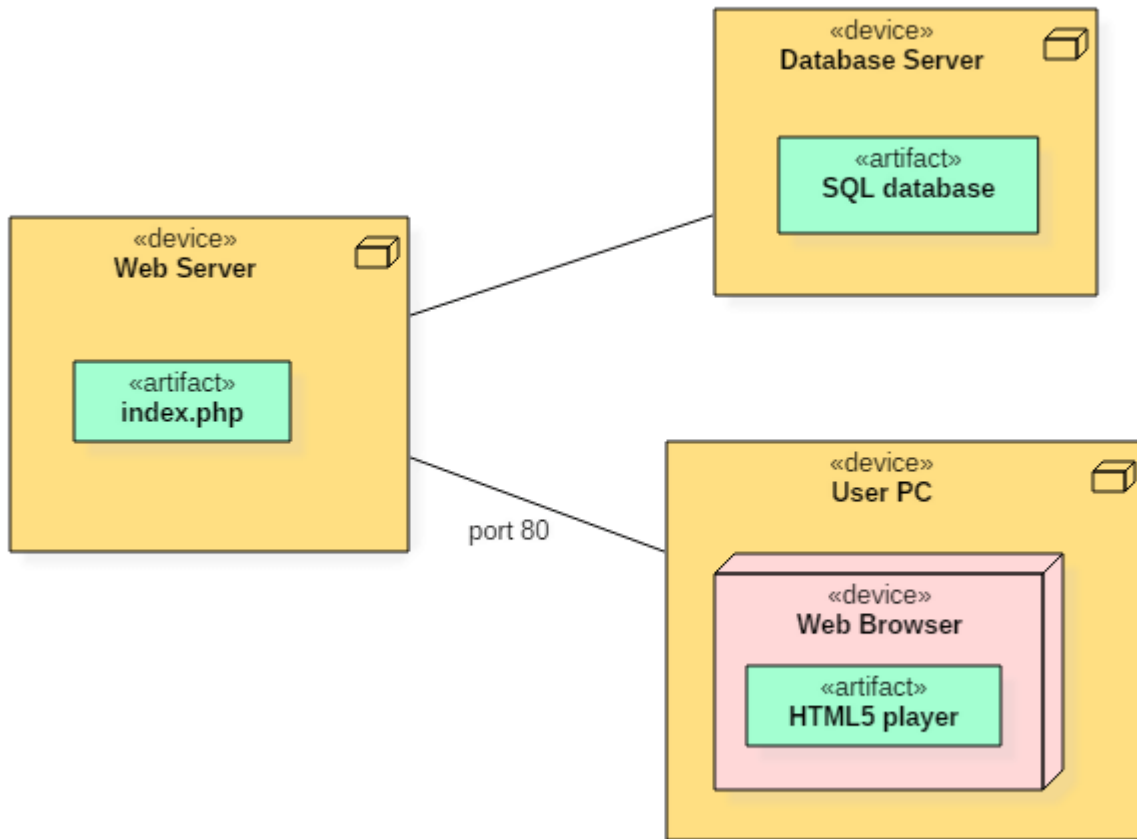 «device»
Database Server
«artifact»
SQL database
«device»
Web Server
«artifact»
index.php
port 80
«device»
User PC
«device»
Web Browser
«artifact»
HTML5 player